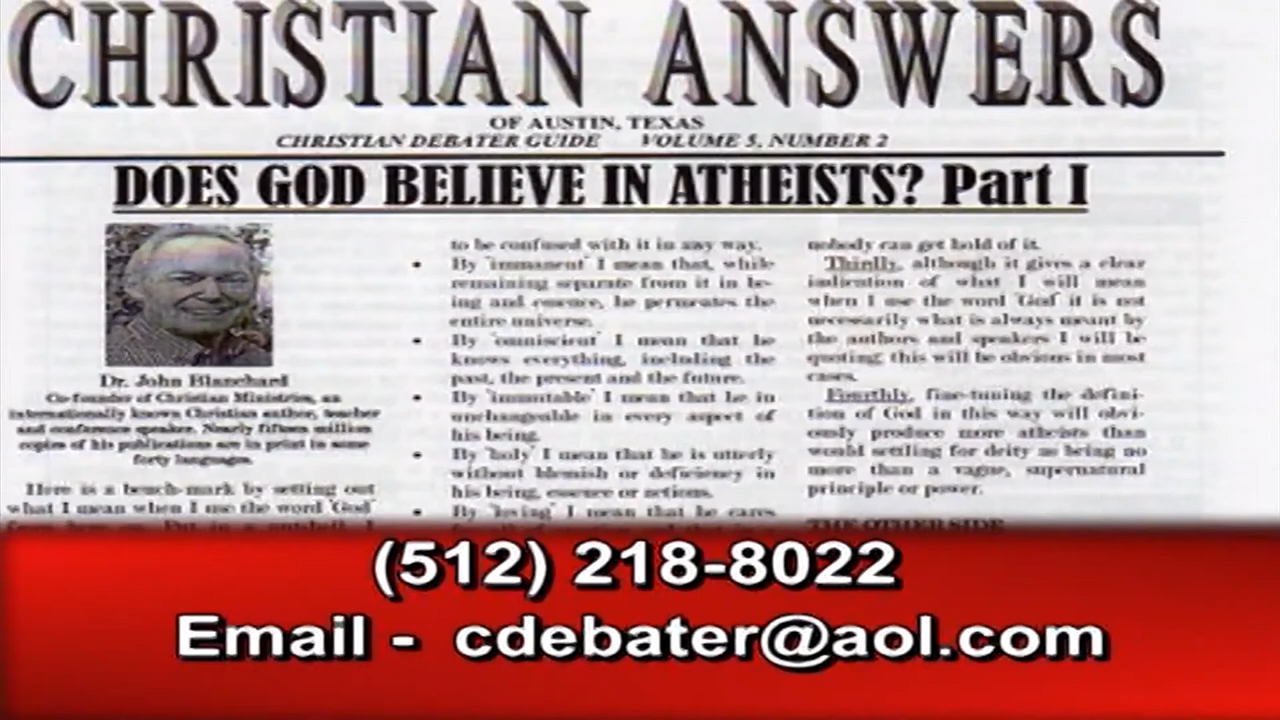 CHRISTIAN ANSWERS
OF AUSTIN, TEXAS
CHRISTIAN DEBATER GUIDE VOLUME 5, NUMBER 2
DOES GOD BELIEVE IN ATHEISTS? Part I
Dr. John Blanchard
Co-founder of Christian Ministries, an
internationally known Christian author, teacher
and conference speaker. Nearly fifteen million
copies of his publications are in print in some
forty languages.
Here is a bench-mark by setting out
what I mean when I use the word 'God'
to be confused with it in any way.
• By 'immanent' I mean that, while
remaining separate from it in be-
ing and essence, he permeates the
entire universe.
• By 'omniscient' I mean that he
knows everything, including the
past, the present and the future.
• By 'immutable' I mean that he is
unchangeable in every aspect of
his being.
• By 'holy' I mean that he is utterly
without blemish or deficiency in
his being, essence or actions.
• By 'loving' I mean that he cares
nobody can get hold of it.
Thirdly, although it gives a clear
indication of what I will mean
when I use the word 'God' it is not
necessarily what is always meant by
the authors and speakers I will be
quoting; this will be obvious in most
cases.
Fourthly, fine-tuning the defini-
tion of God in this way will obvi-
ously produce more atheists than
would settling for deity as being no
more than a vague, supernatural
principle or power.
THE OTHER SIDE
(512) 218-8022
Email - cdebater@aol.com